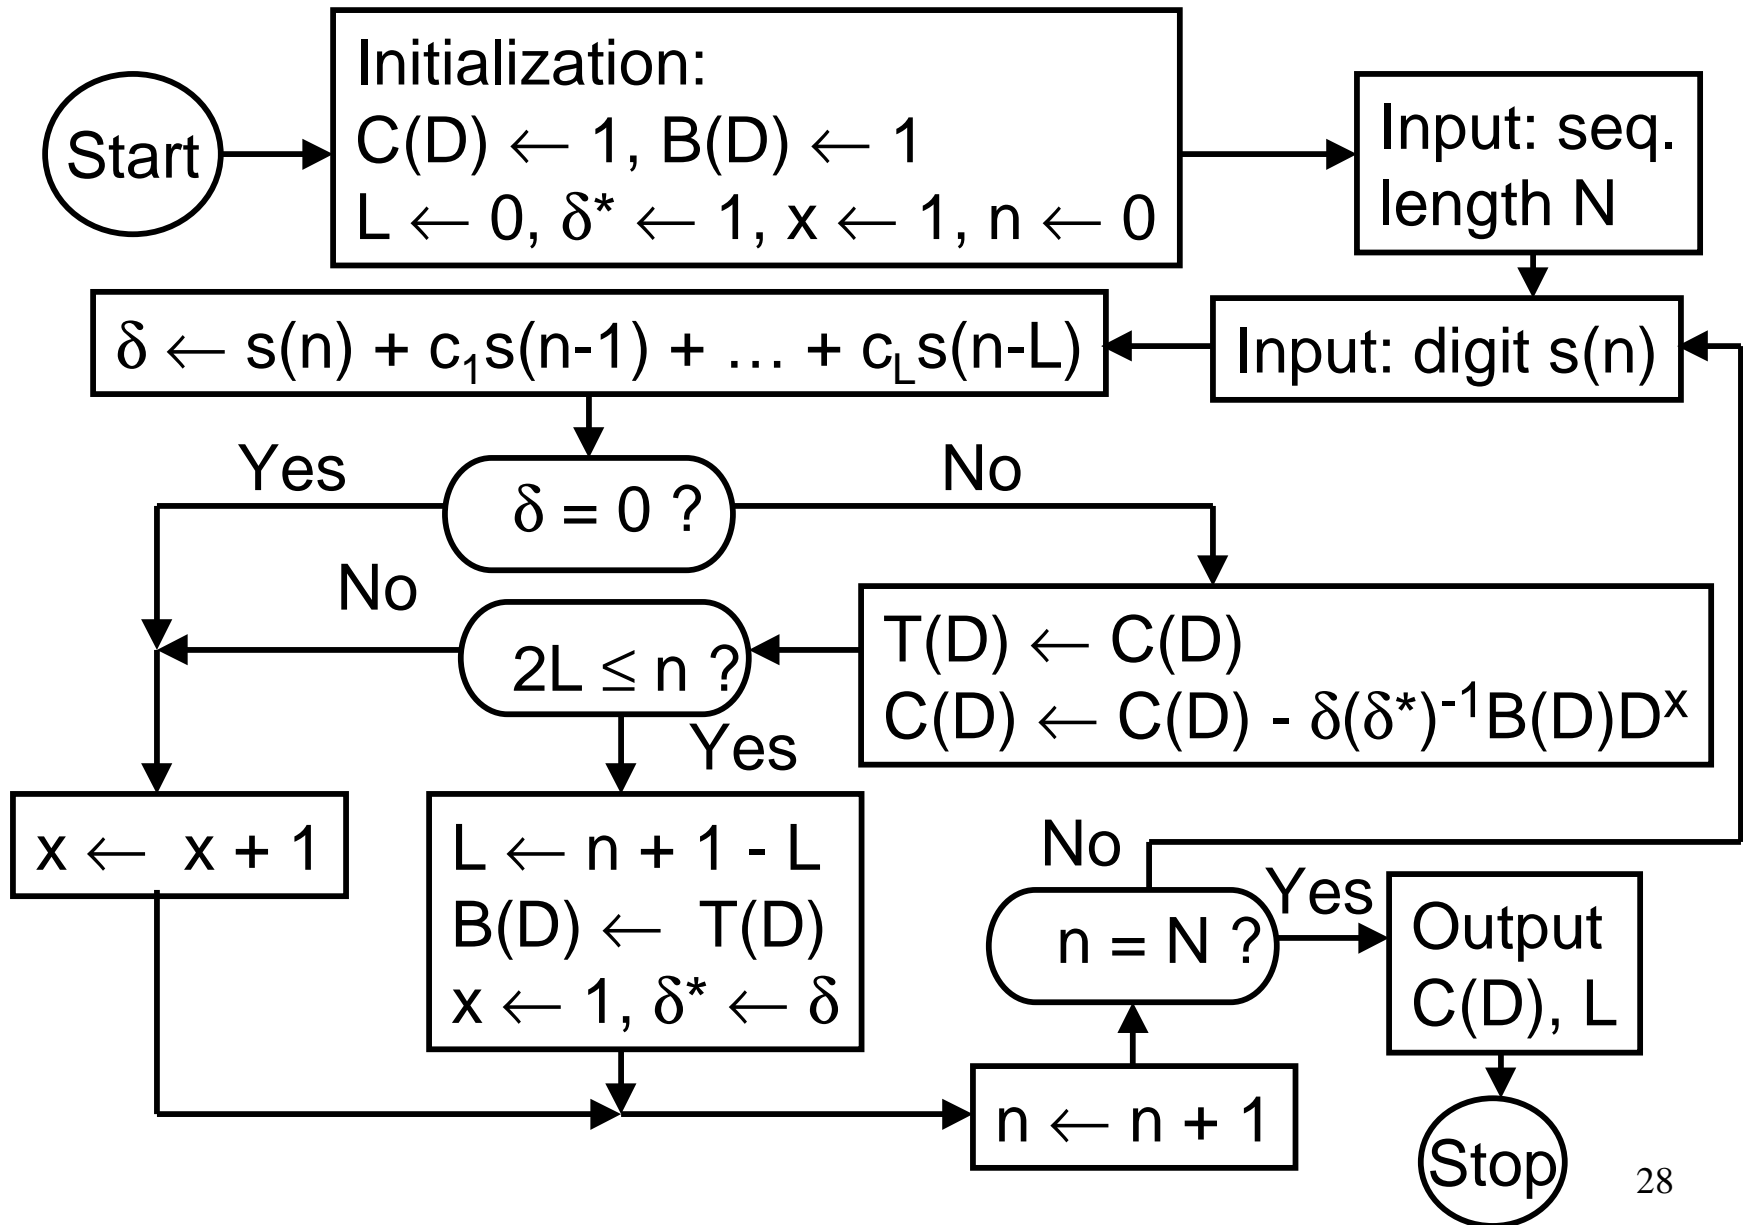 Start
Initialization:
C(D) ← 1, B(D) ← 1
L ← 0, δ* ← 1, x ← 1, n ← 0
Input: seq.
length N
Input: digit s(n)
δ ← s(n) + c₁s(n-1) + … + c_L s(n-L)
δ = 0 ?
Yes
No
T(D) ← C(D)
C(D) ← C(D) - δ(δ*)⁻¹B(D)Dˣ
2L ≤ n ?
No
Yes
x ← x + 1
L ← n + 1 - L
B(D) ← T(D)
x ← 1, δ* ← δ
n ← n + 1
n = N ?
No
Yes
Output
C(D), L
Stop
28